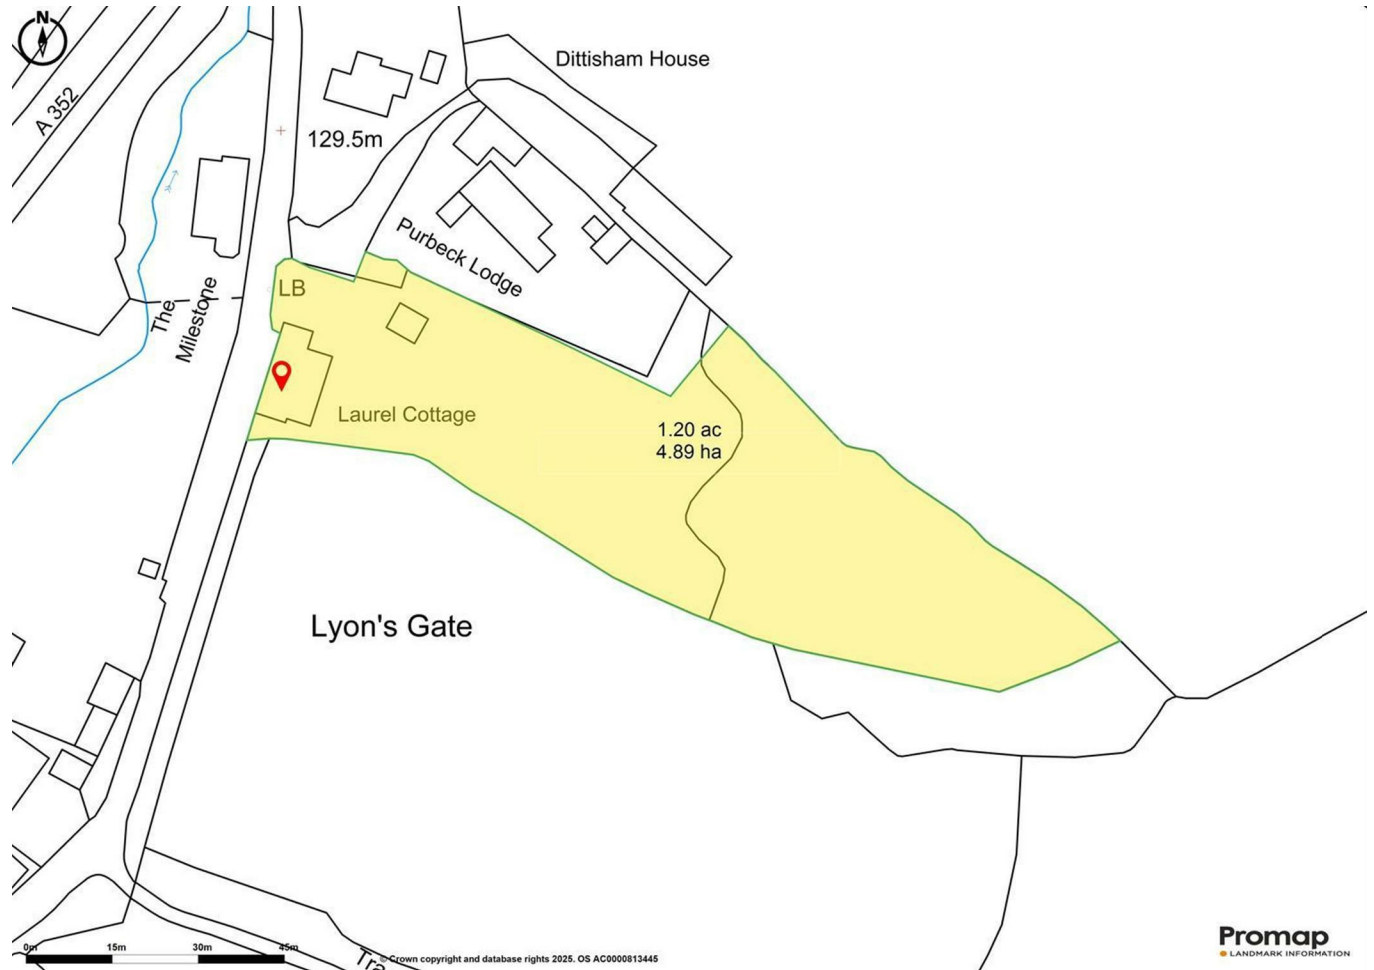 N
Dittisham House
A 352
129.5m
Purbeck Lodge
LB
The
Milestone
Laurel Cottage
1.20 ac
4.89 ha
Lyon's Gate
0m 15m 30m 45m
Tra
© Crown copyright and database rights 2025. OS AC0000813445
Promap
LANDMARK INFORMATION